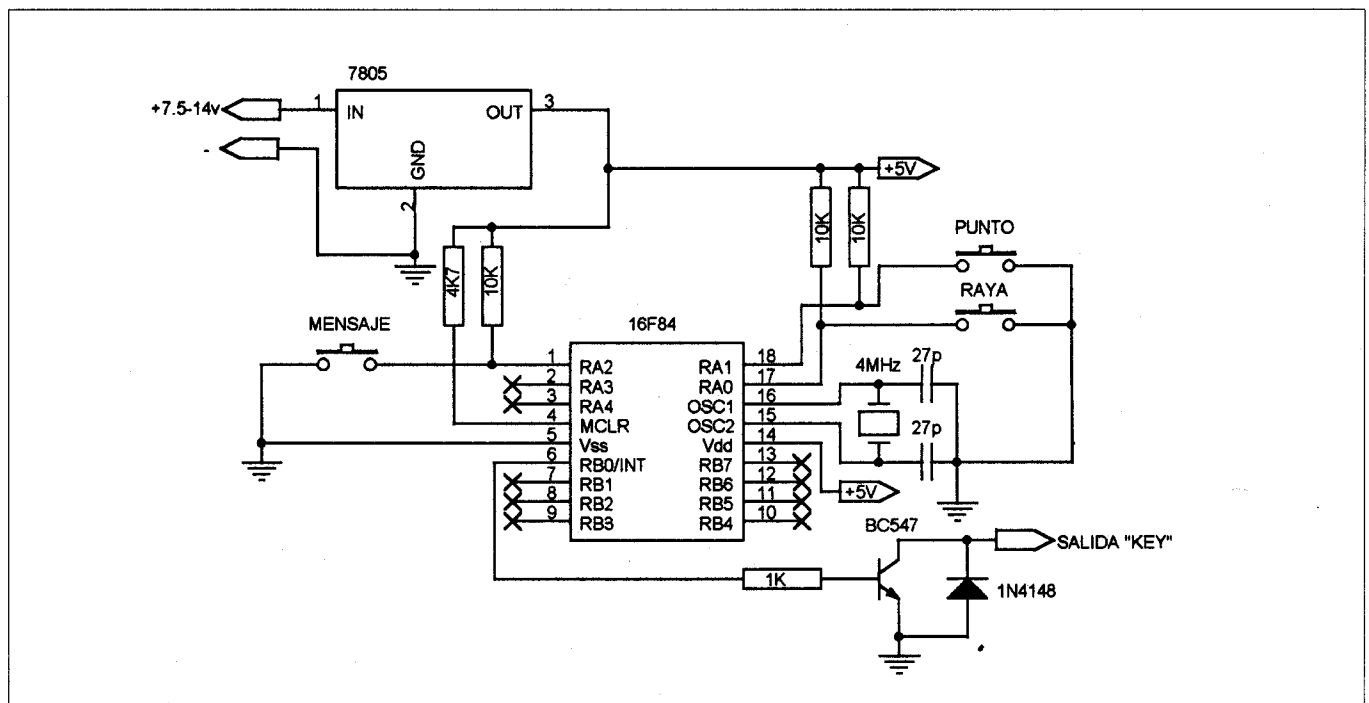 7805
+7.5-14v
1
IN
OUT
3
-
GND
2
+5V
4K7
10K
10K
10K
PUNTO
RAYA
MENSAJE
16F84
1 RA2
2 RA3
3 RA4
4 MCLR
5 Vss
6 RB0/INT
7 RB1
8 RB2
9 RB3
RA1 18
RA0 17
OSC1 16
OSC2 15
Vdd 14
RB7 13
RB6 12
RB5 11
RB4 10
4MHz
27p
27p
+5V
BC547
1K
SALIDA "KEY"
1N4148